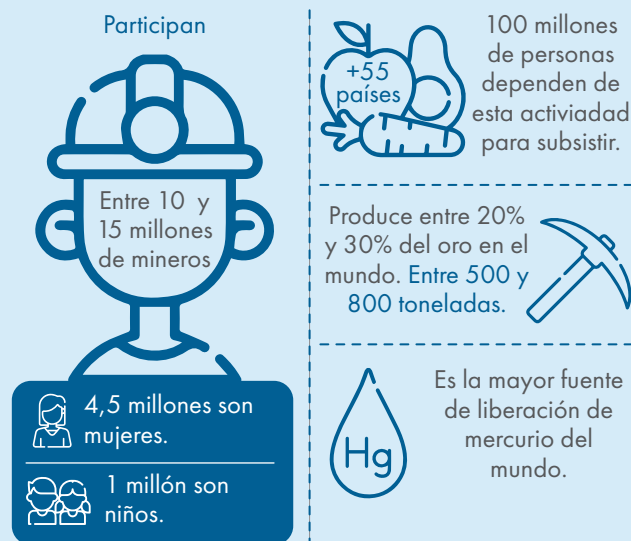 Participan
Entre 10 y
15 millones
de mineros
4,5 millones son
mujeres.
1 millón son
niños.
+55
países
100 millones
de personas
dependen de
esta activiadad
para subsistir.
Produce entre 20%
y 30% del oro en el
mundo. Entre 500 y
800 toneladas.
Hg
Es la mayor fuente
de liberación de
mercurio del
mundo.